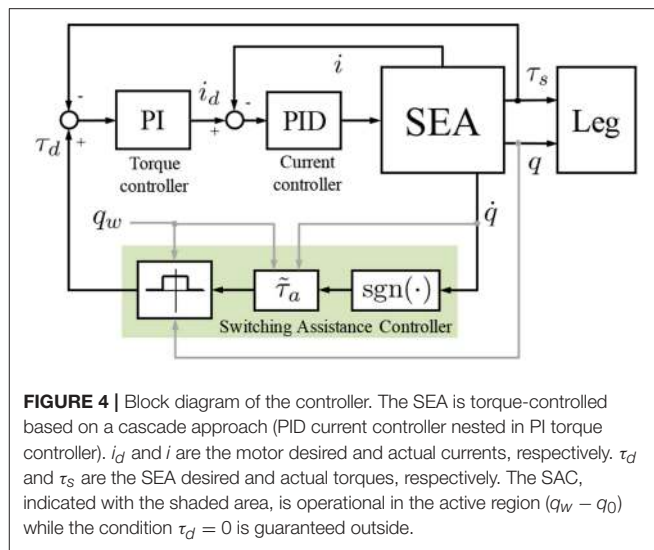 i
τ_s
-
-
i_d
PI
PID
SEA
Leg
+
τ_d
+
q
Torque
controller
Current
controller
q̇
q_w
τ̃_a
sgn(·)
Switching Assistance Controller
FIGURE 4 | Block diagram of the controller. The SEA is torque-controlled
based on a cascade approach (PID current controller nested in PI torque
controller). i_d and i are the motor desired and actual currents, respectively. τ_d
and τ_s are the SEA desired and actual torques, respectively. The SAC,
indicated with the shaded area, is operational in the active region (q_w − q_0)
while the condition τ_d = 0 is guaranteed outside.